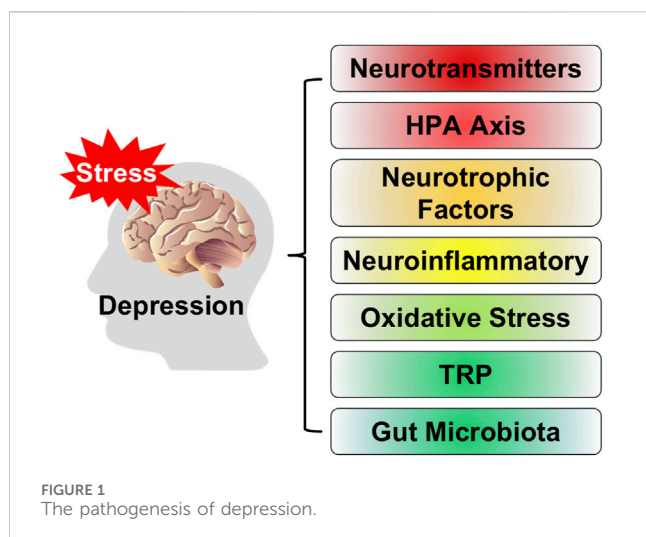 Stress
Depression
Neurotransmitters
HPA Axis
Neurotrophic
Factors
Neuroinflammatory
Oxidative Stress
TRP
Gut Microbiota
FIGURE 1
The pathogenesis of depression.